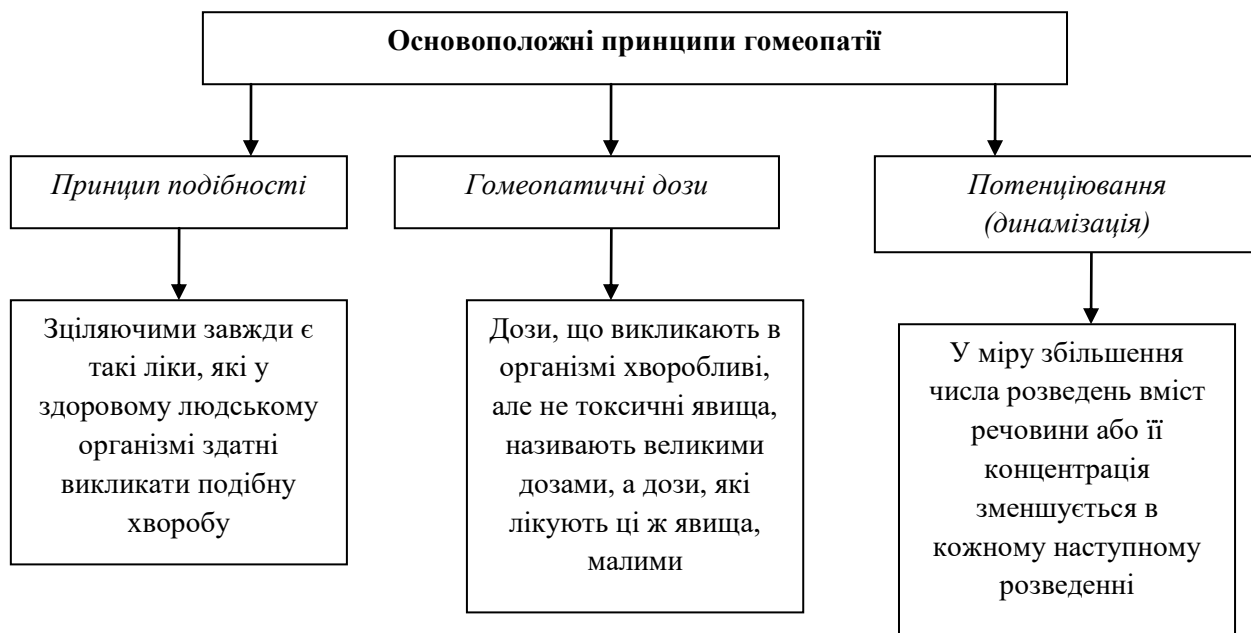 Основоположні принципи гомеопатії
Принцип подібності
Гомеопатичні дози
Потенціювання
(динамізація)
Зціляючими завжди є
такі ліки, які у
здоровому людському
організмі здатні
викликати подібну
хворобу
Дози, що викликають в
організмі хворобливі,
але не токсичні явища,
називають великими
дозами, а дози, які
лікують ці ж явища,
малими
У міру збільшення
числа розведень вміст
речовини або її
концентрація
зменшується в
кожному наступному
розведенні